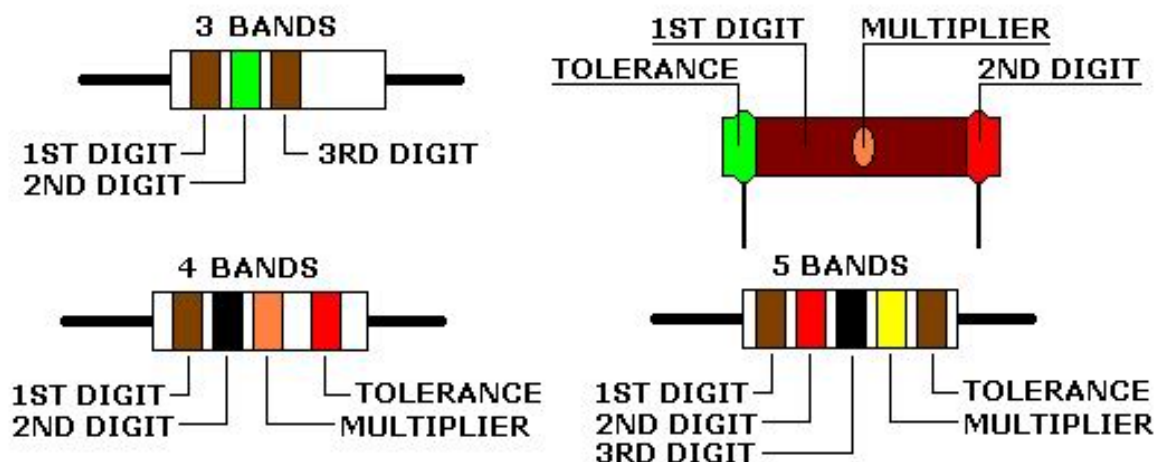 3 BANDS
1ST DIGIT
2ND DIGIT
3RD DIGIT
1ST DIGIT
MULTIPLIER
TOLERANCE
2ND DIGIT
4 BANDS
1ST DIGIT
2ND DIGIT
TOLERANCE
MULTIPLIER
5 BANDS
1ST DIGIT
2ND DIGIT
3RD DIGIT
TOLERANCE
MULTIPLIER